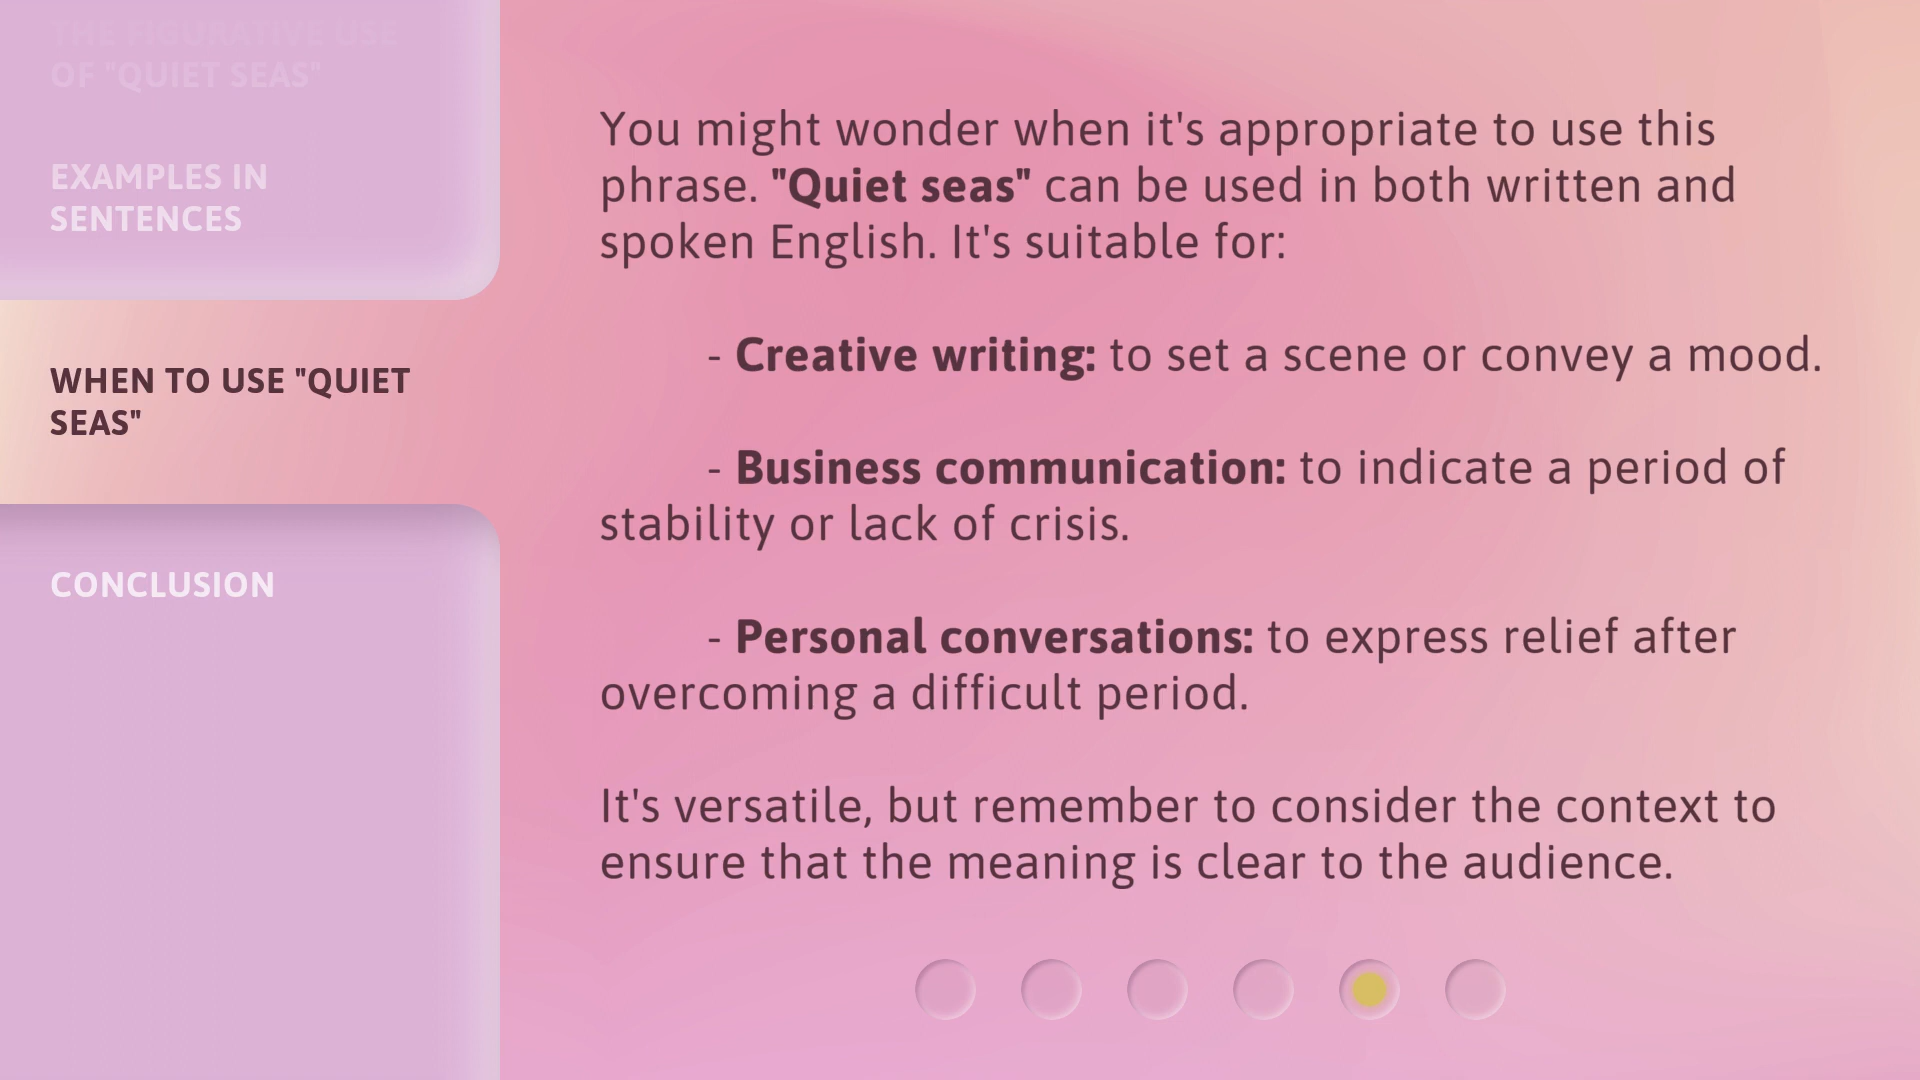 THE FIGURATIVE USE
OF "QUIET SEAS"
EXAMPLES IN
SENTENCES
WHEN TO USE "QUIET
SEAS"
CONCLUSION
You might wonder when it's appropriate to use this
phrase. "Quiet seas" can be used in both written and
spoken English. It's suitable for:
- Creative writing: to set a scene or convey a mood.
- Business communication: to indicate a period of
stability or lack of crisis.
- Personal conversations: to express relief after
overcoming a difficult period.
It's versatile, but remember to consider the context to
ensure that the meaning is clear to the audience.